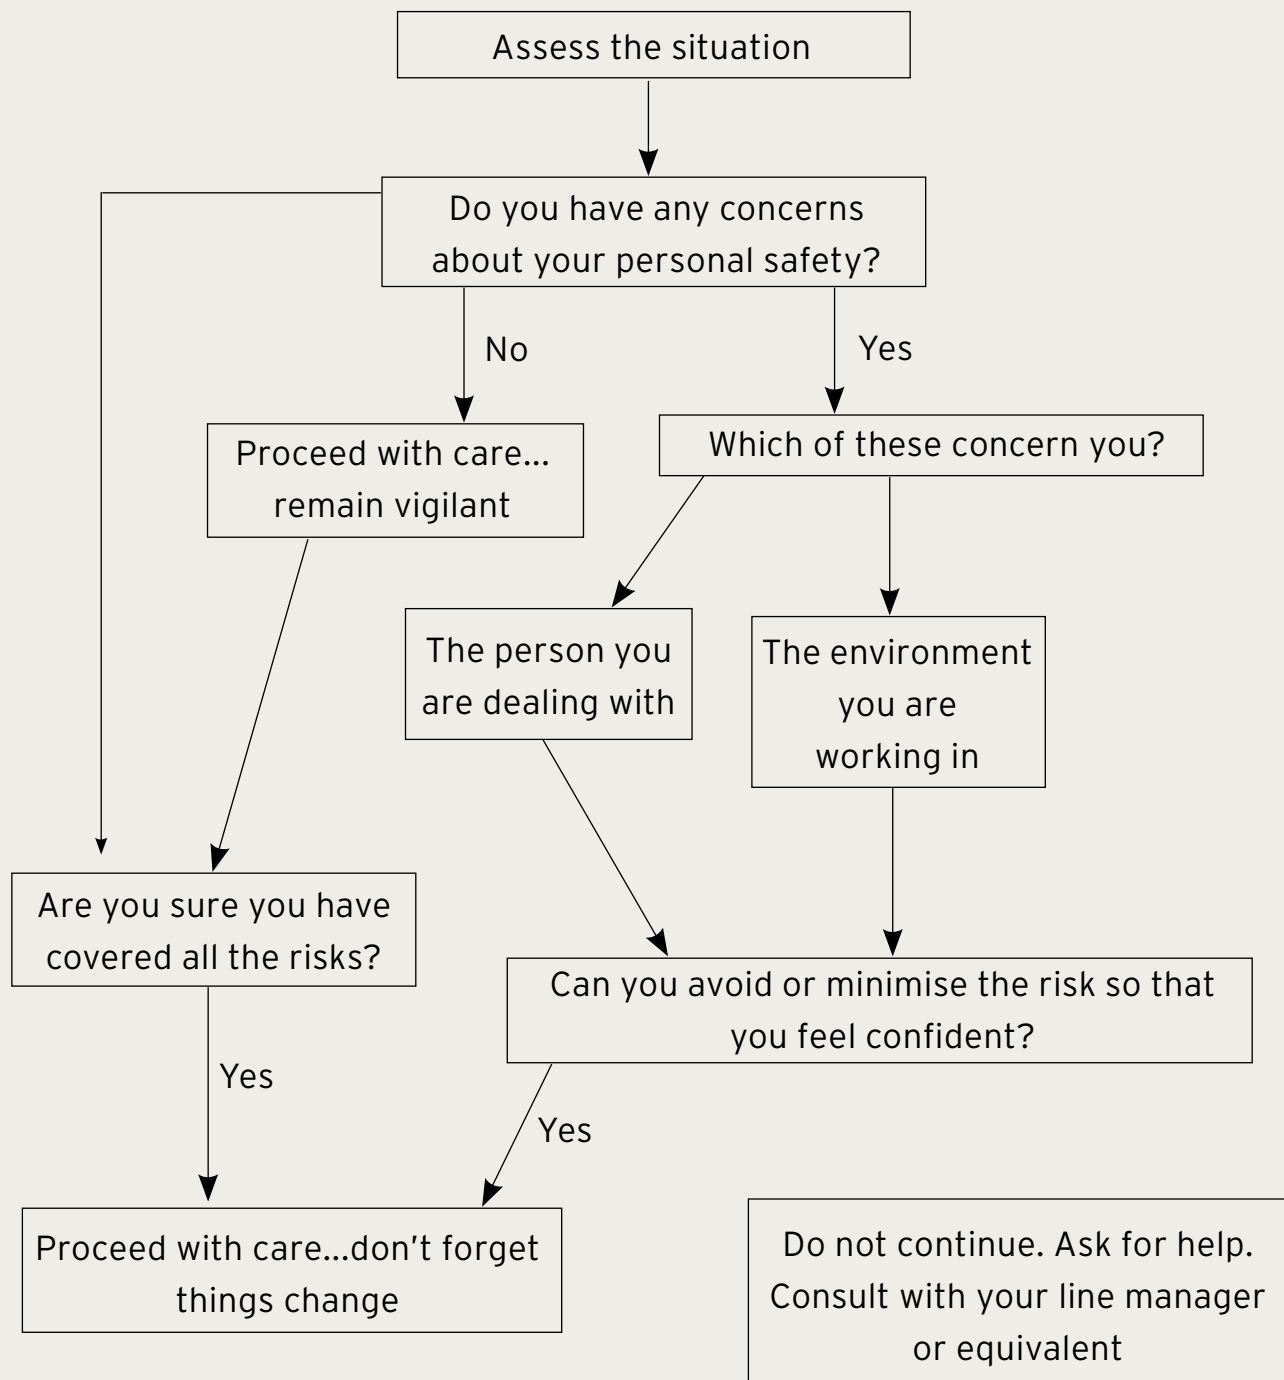 Assess the situation
Do you have any concerns
about your personal safety?
No
Yes
Proceed with care...
remain vigilant
Which of these concern you?
The person you
are dealing with
The environment
you are
working in
Are you sure you have
covered all the risks?
Can you avoid or minimise the risk so that
you feel confident?
Yes
Yes
Proceed with care...don't forget
things change
Do not continue. Ask for help.
Consult with your line manager
or equivalent